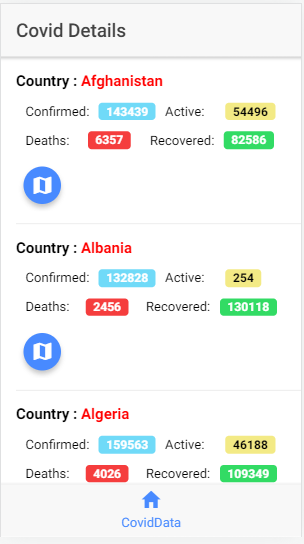 Covid Details
Country : Afghanistan
Confirmed: 143439 Active: 54496
Deaths: 6357 Recovered: 82586
Country : Albania
Confirmed: 132828 Active: 254
Deaths: 2456 Recovered: 130118
Country : Algeria
Confirmed: 159563 Active: 46188
Deaths: 4026 Recovered: 109349
CovidData